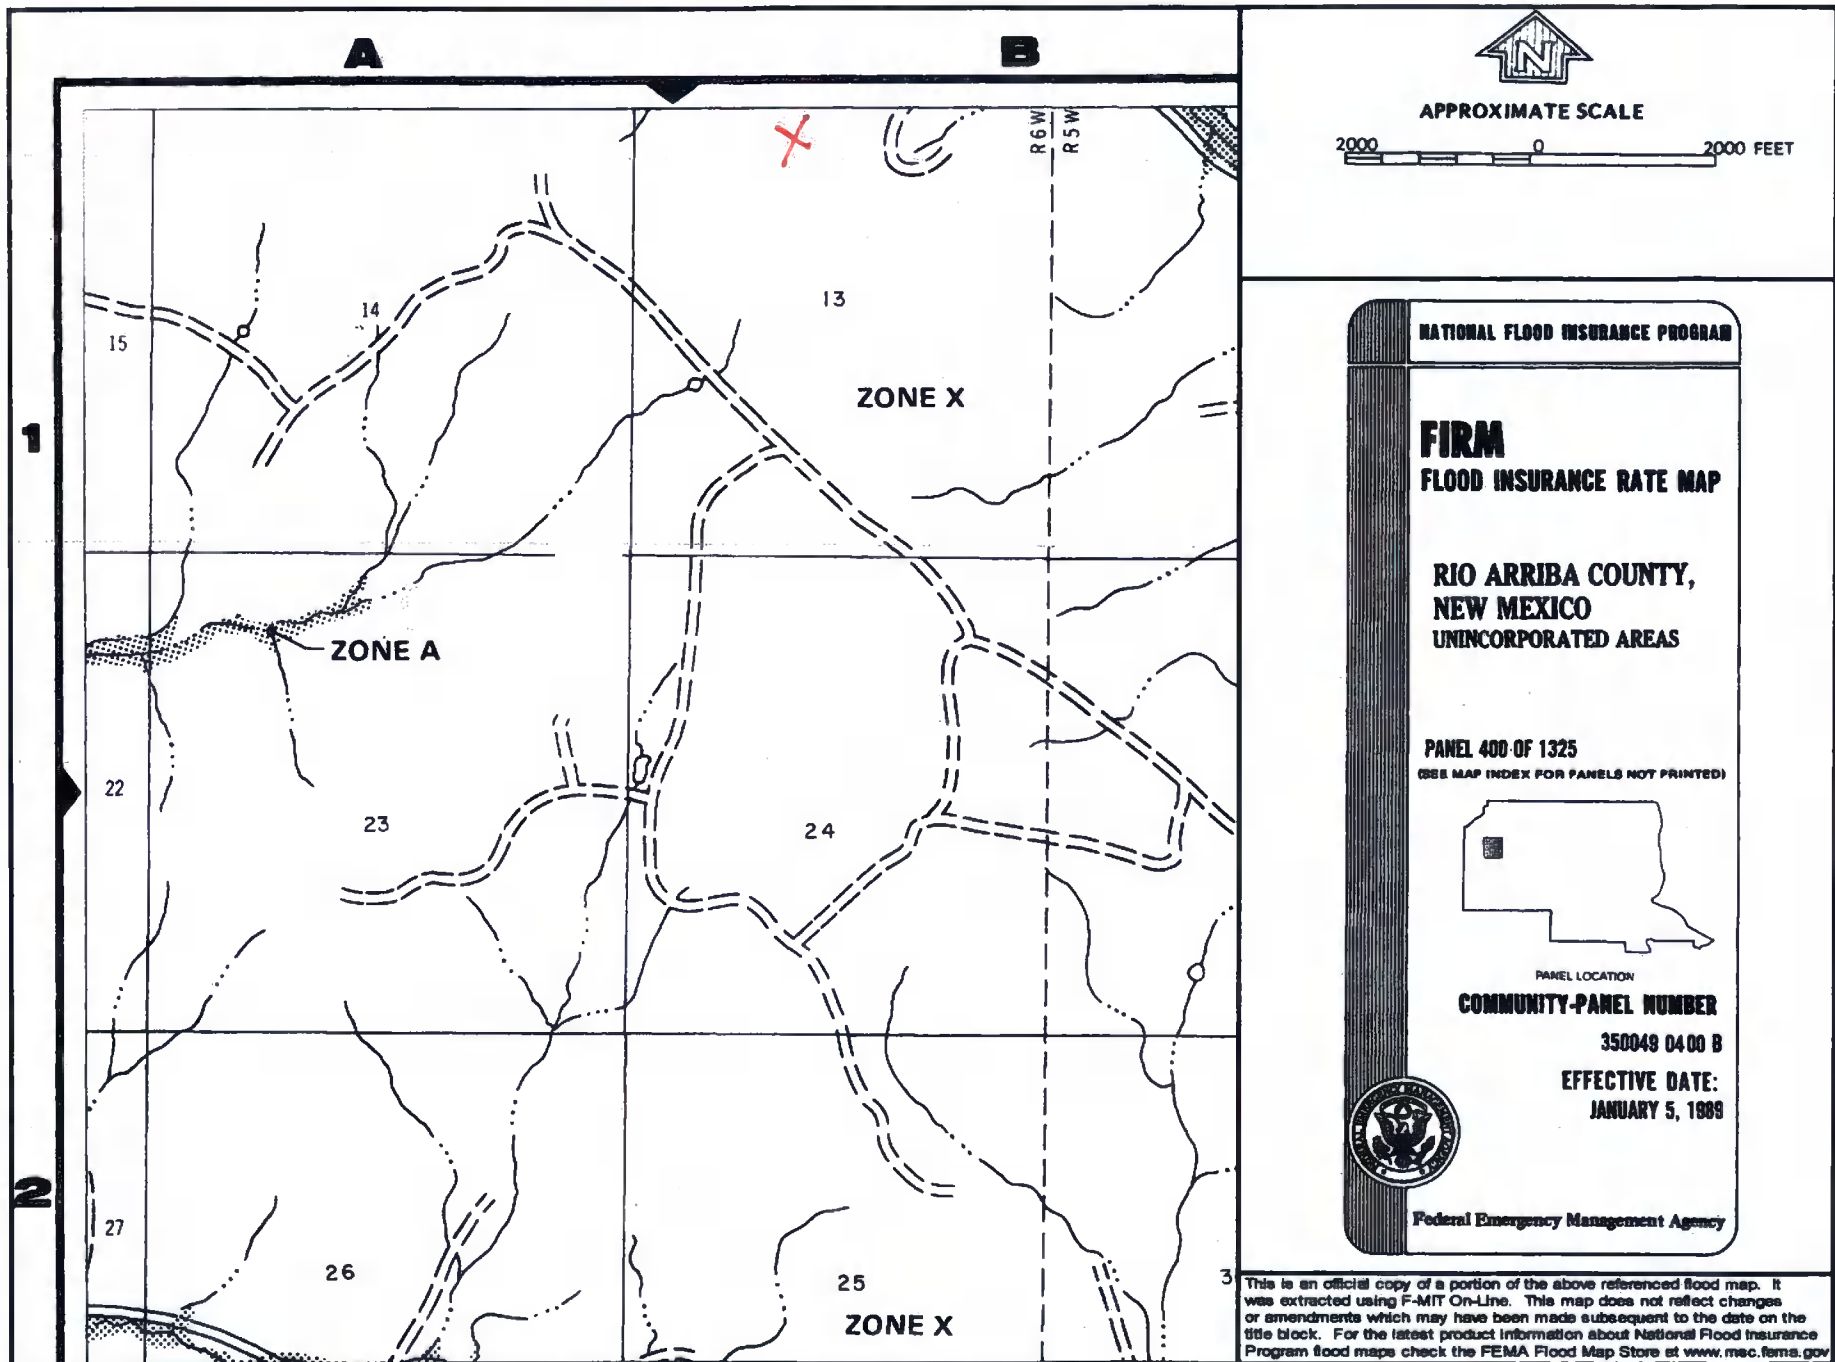 A
B
R6W
R5W
1
14
13
15
ZONE X
ZONE A
22
23
24
2
27
26
25
ZONE X
3
N
APPROXIMATE SCALE
2000 0 2000 FEET
NATIONAL FLOOD INSURANCE PROGRAM
FIRM
FLOOD INSURANCE RATE MAP
RIO ARRIBA COUNTY,
NEW MEXICO
UNINCORPORATED AREAS
PANEL 400 OF 1325
(SEE MAP INDEX FOR PANELS NOT PRINTED)
PANEL LOCATION
COMMUNITY-PANEL NUMBER
350049 0400 B
EFFECTIVE DATE:
JANUARY 5, 1989
Federal Emergency Management Agency
This is an official copy of a portion of the above referenced flood map. It
was extracted using F-MIT On-Line. This map does not reflect changes
or amendments which may have been made subsequent to the date on the
title block. For the latest product information about National Flood Insurance
Program flood maps check the FEMA Flood Map Store at www.msc.fema.gov